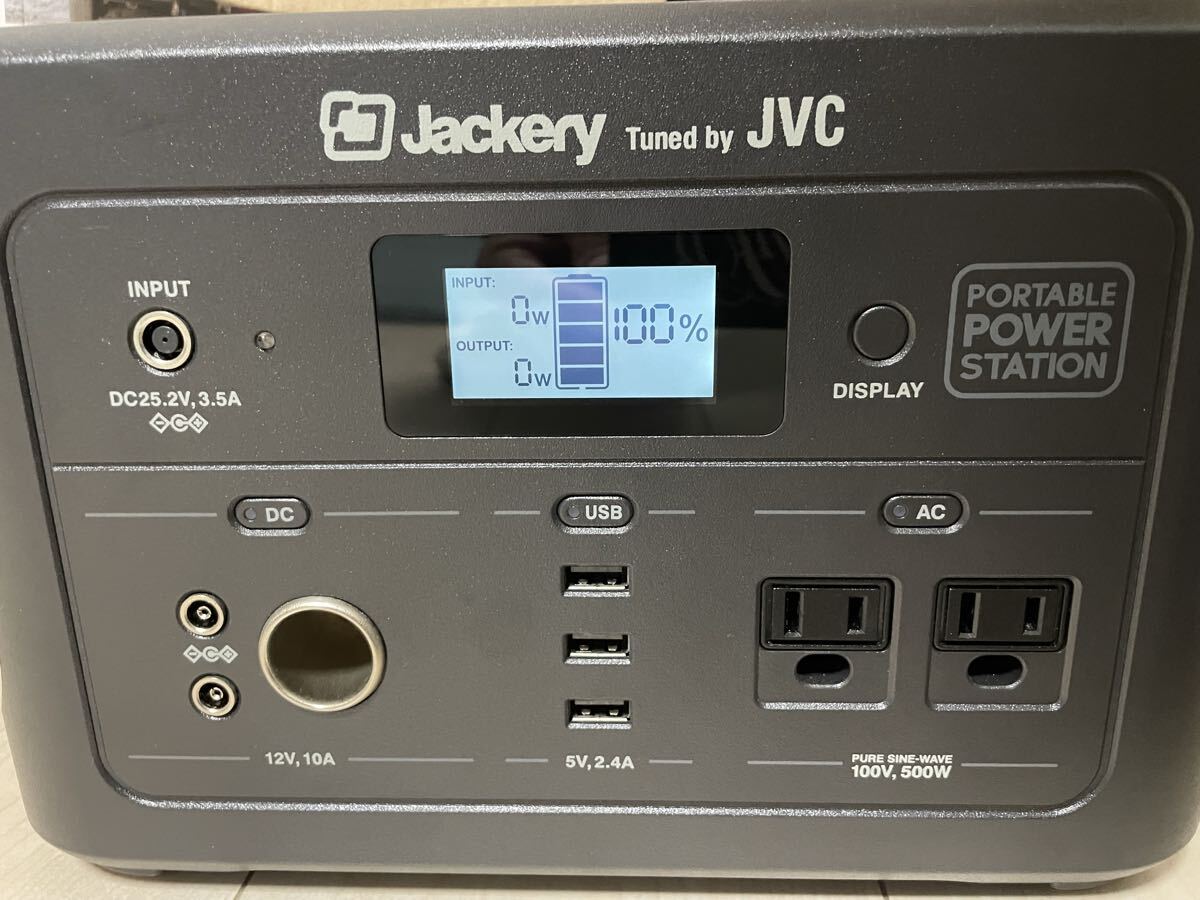 Jackery Tuned by JVC
INPUT
DC25.2V, 3.5A
INPUT:
0W
OUTPUT:
0W
100%
DISPLAY
PORTABLE
POWER
STATION
DC
USB
AC
12V, 10A
5V, 2.4A
PURE SINE-WAVE
100V, 500W